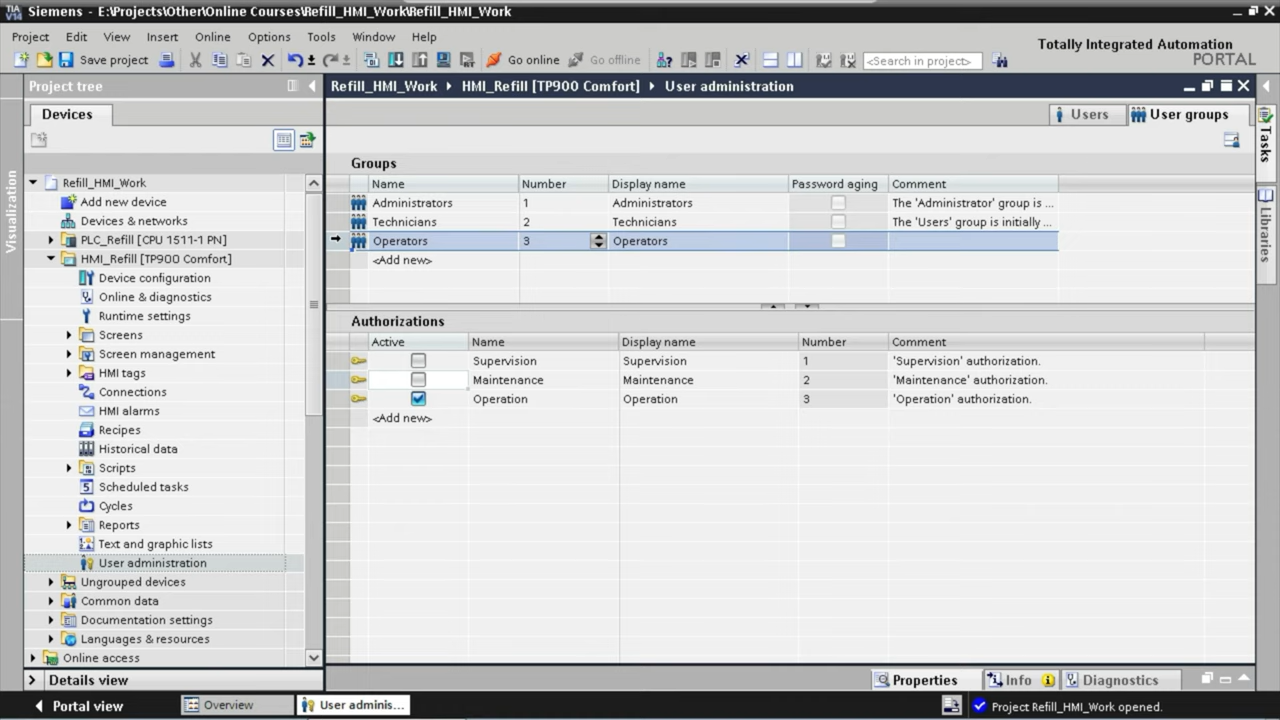 TIA V14 Siemens - E:\Projects\Other\Online Courses\Refill_HMI_Work\Refill_HMI_Work
Project Edit View Insert Online Options Tools Window Help
Totally Integrated Automation
PORTAL
Save project Go online Go offline <Search in project>
Project tree
Refill_HMI_Work HMI_Refill [TP900 Comfort] User administration
Devices
Users User groups
Visualization
Tasks
Libraries
Refill_HMI_Work
Add new device
Devices & networks
PLC_Refill [CPU 1511-1 PN]
HMI_Refill [TP900 Comfort]
Device configuration
Online & diagnostics
Runtime settings
Screens
Screen management
HMI tags
Connections
HMI alarms
Recipes
Historical data
Scripts
Scheduled tasks
Cycles
Reports
Text and graphic lists
User administration
Ungrouped devices
Common data
Documentation settings
Languages & resources
Online access
Details view
Groups
Name Number Display name Password aging Comment
Administrators 1 Administrators The 'Administrator' group is ...
Technicians 2 Technicians The 'Users' group is initially ...
Operators 3 Operators
<Add new>
Authorizations
Active Name Display name Number Comment
Supervision Supervision 1 'Supervision' authorization.
Maintenance Maintenance 2 'Maintenance' authorization.
Operation Operation 3 'Operation' authorization.
<Add new>
Properties Info Diagnostics
Portal view Overview User adminis... Project Refill_HMI_Work opened.